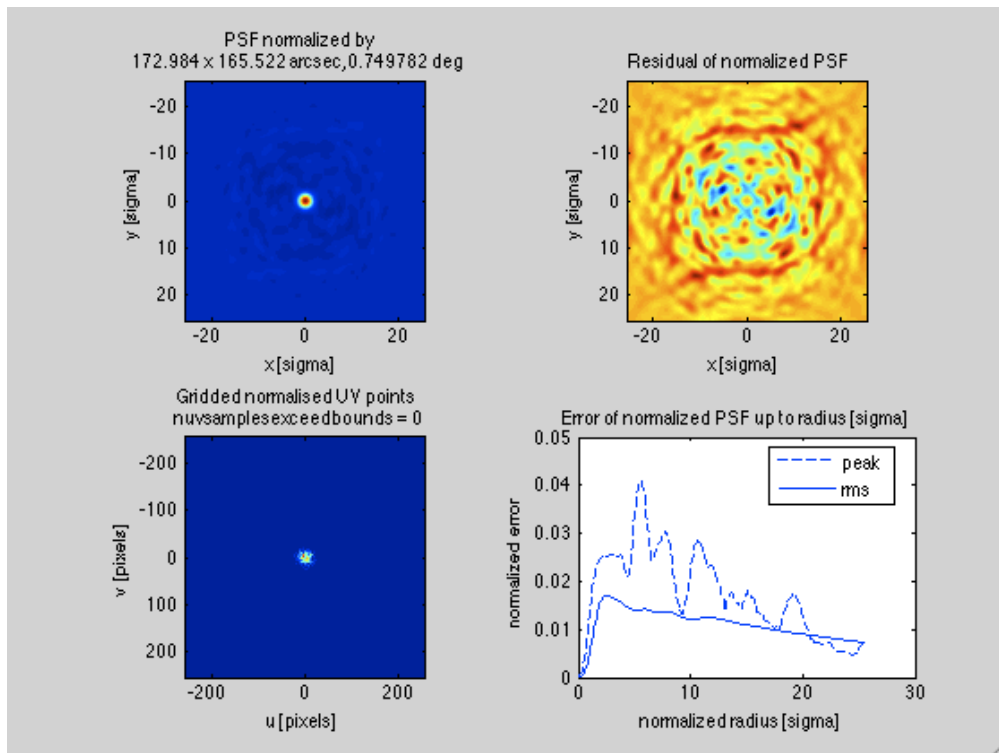 PSF normalized by
172.984 x 165.522 arcsec,0.749782 deg
-20
-10
0
10
20
y [sigma]
-20 0 20
x [sigma]
Residual of normalized PSF
-20
-10
0
10
20
y [sigma]
-20 0 20
x [sigma]
Gridded normalised UV points
nuvsamplesexceedbounds = 0
-200
-100
0
100
200
v [pixels]
-200 0 200
u [pixels]
Error of normalized PSF up to radius [sigma]
0.05
0.04
0.03
0.02
0.01
0
normalized error
peak
rms
0 10 20 30
normalized radius [sigma]